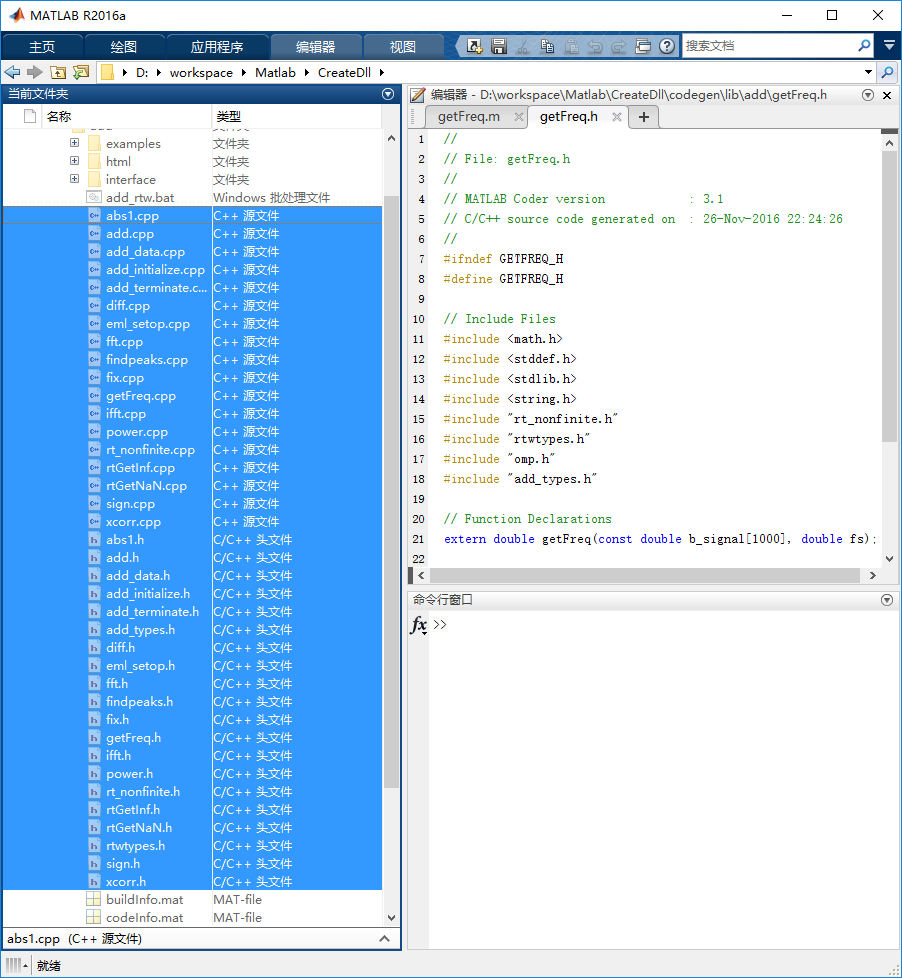 MATLAB R2016a
主页 绘图 应用程序 编辑器 视图 搜索文档
D: workspace Matlab CreateDll
当前文件夹
名称 类型
examples 文件夹
html 文件夹
interface 文件夹
add_rtw.bat Windows 批处理文件
abs1.cpp C++ 源文件
add.cpp C++ 源文件
add_data.cpp C++ 源文件
add_initialize.cpp C++ 源文件
add_terminate.c... C++ 源文件
diff.cpp C++ 源文件
eml_setop.cpp C++ 源文件
fft.cpp C++ 源文件
findpeaks.cpp C++ 源文件
fix.cpp C++ 源文件
getFreq.cpp C++ 源文件
ifft.cpp C++ 源文件
power.cpp C++ 源文件
rt_nonfinite.cpp C++ 源文件
rtGetInf.cpp C++ 源文件
rtGetNaN.cpp C++ 源文件
sign.cpp C++ 源文件
xcorr.cpp C++ 源文件
abs1.h C/C++ 头文件
add.h C/C++ 头文件
add_data.h C/C++ 头文件
add_initialize.h C/C++ 头文件
add_terminate.h C/C++ 头文件
add_types.h C/C++ 头文件
diff.h C/C++ 头文件
eml_setop.h C/C++ 头文件
fft.h C/C++ 头文件
findpeaks.h C/C++ 头文件
fix.h C/C++ 头文件
getFreq.h C/C++ 头文件
ifft.h C/C++ 头文件
power.h C/C++ 头文件
rt_nonfinite.h C/C++ 头文件
rtGetInf.h C/C++ 头文件
rtGetNaN.h C/C++ 头文件
rtwtypes.h C/C++ 头文件
sign.h C/C++ 头文件
xcorr.h C/C++ 头文件
buildInfo.mat MAT-file
codeInfo.mat MAT-file
abs1.cpp (C++ 源文件)
就绪
编辑器 - D:\workspace\Matlab\CreateDll\codegen\lib\add\getFreq.h
getFreq.m getFreq.h
1 //
2 // File: getFreq.h
3 //
4 // MATLAB Coder version : 3.1
5 // C/C++ source code generated on : 26-Nov-2016 22:24:26
6 //
7 #ifndef GETFREQ_H
8 #define GETFREQ_H
9
10 // Include Files
11 #include <math.h>
12 #include <stddef.h>
13 #include <stdlib.h>
14 #include <string.h>
15 #include "rt_nonfinite.h"
16 #include "rtwtypes.h"
17 #include "omp.h"
18 #include "add_types.h"
19
20 // Function Declarations
21 extern double getFreq(const double b_signal[1000], double fs);
22
命令行窗口
fx >>